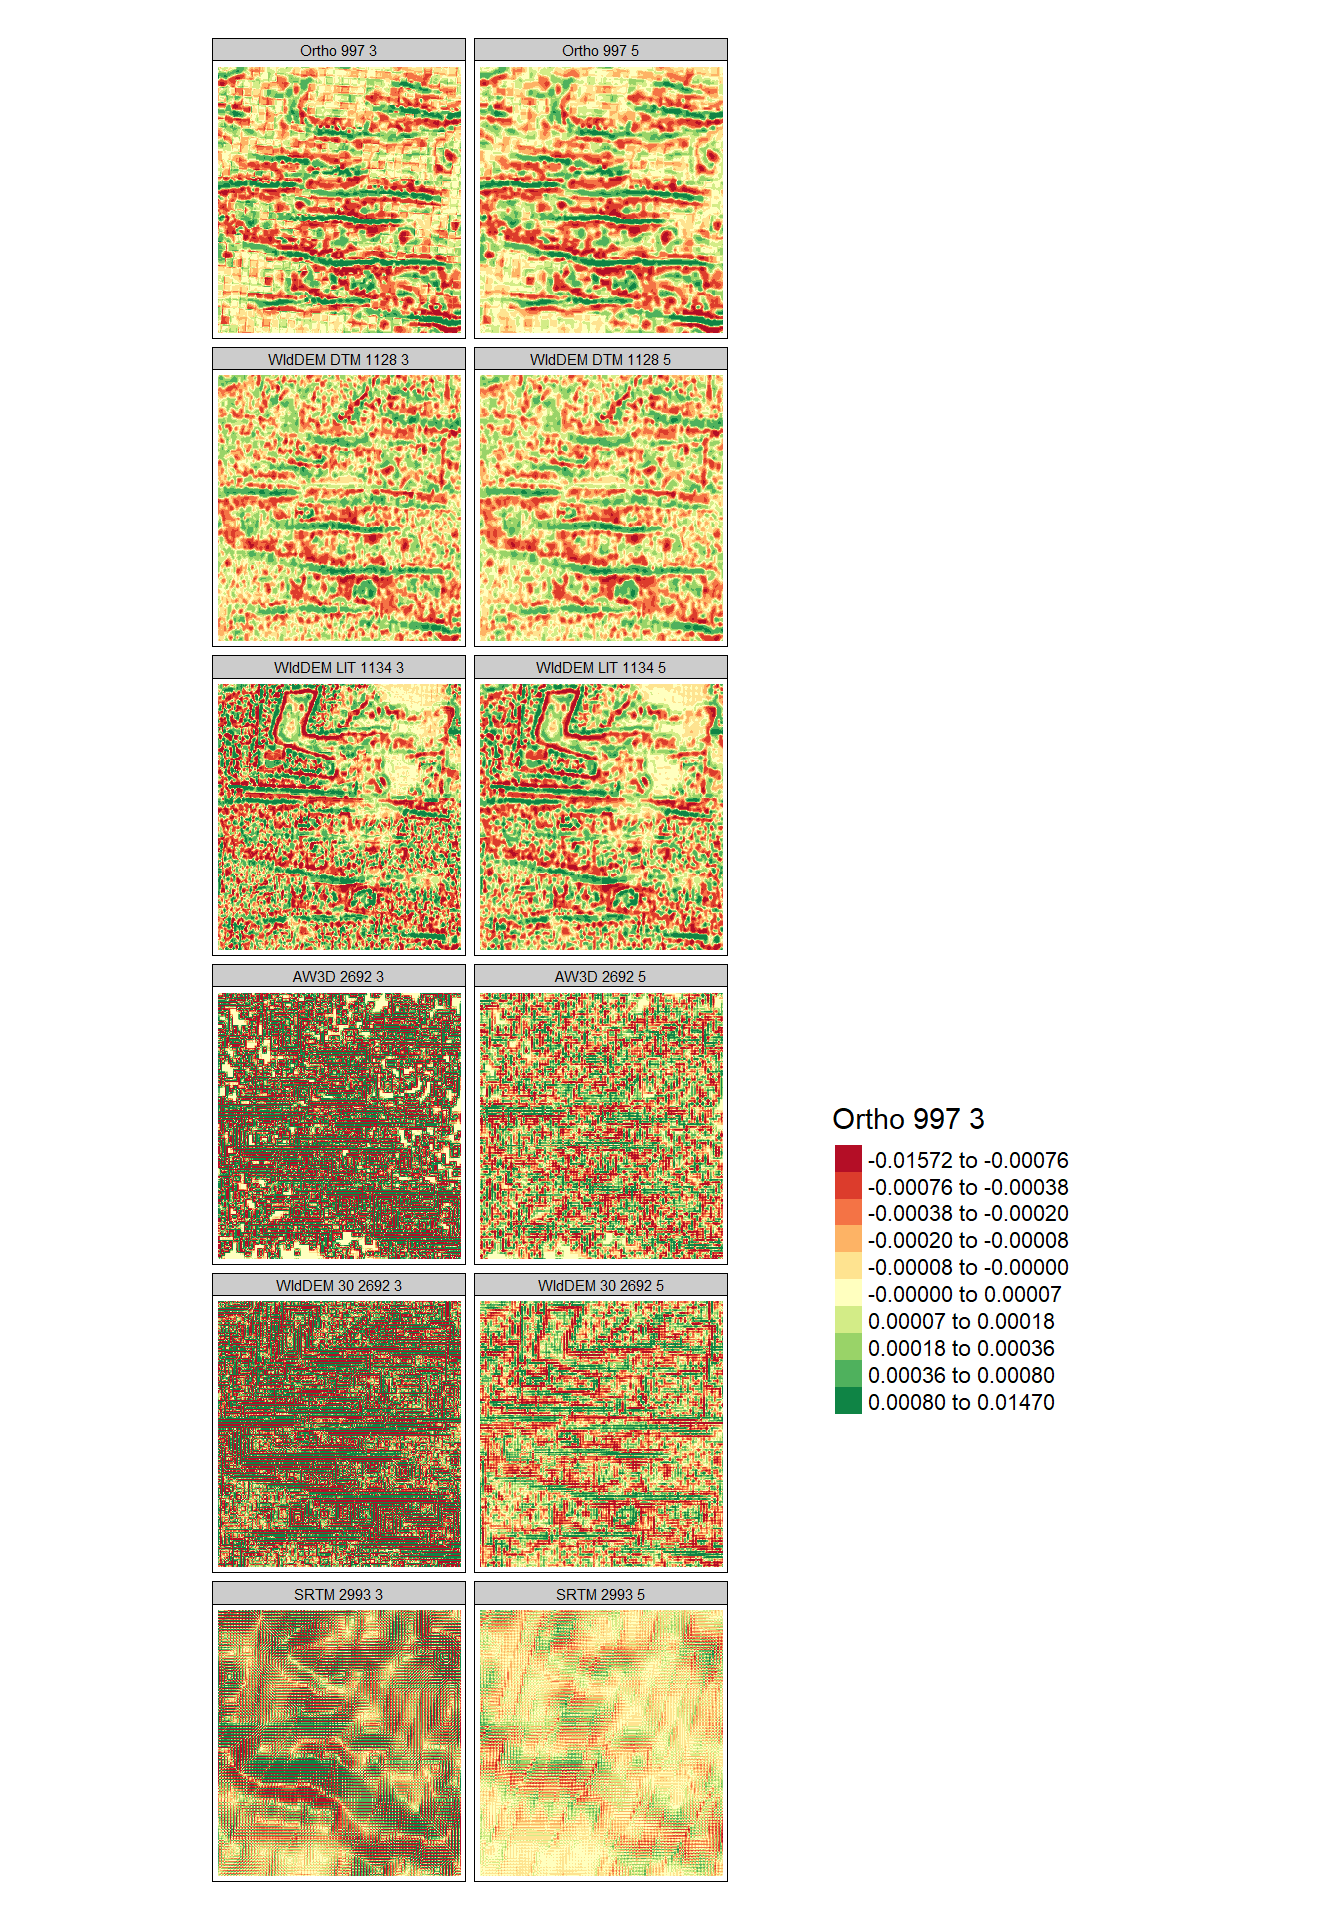 Ortho 997 3
Ortho 997 5
WldDEM DTM 1128 3
WldDEM DTM 1128 5
WldDEM LIT 1134 3
WldDEM LIT 1134 5
AW3D 2692 3
AW3D 2692 5
WldDEM 30 2692 3
WldDEM 30 2692 5
SRTM 2993 3
SRTM 2993 5
Ortho 997 3
-0.01572 to -0.00076
-0.00076 to -0.00038
-0.00038 to -0.00020
-0.00020 to -0.00008
-0.00008 to -0.00000
-0.00000 to 0.00007
0.00007 to 0.00018
0.00018 to 0.00036
0.00036 to 0.00080
0.00080 to 0.01470